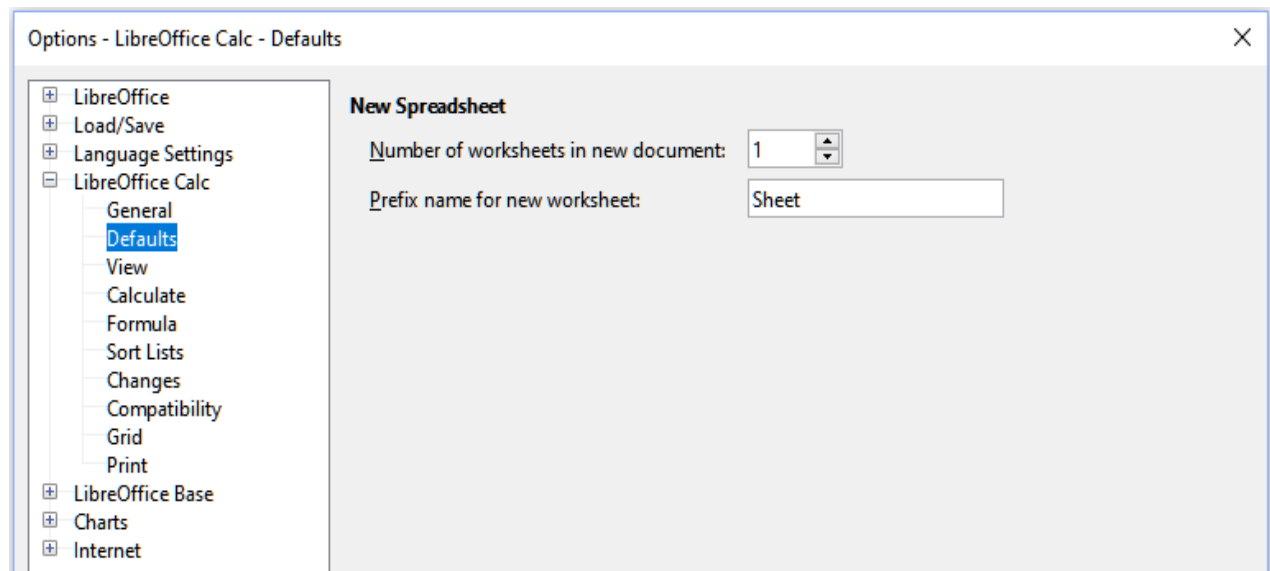 Options - LibreOffice Calc - Defaults
LibreOffice
Load/Save
Language Settings
LibreOffice Calc
General
Defaults
View
Calculate
Formula
Sort Lists
Changes
Compatibility
Grid
Print
LibreOffice Base
Charts
Internet
New Spreadsheet
Number of worksheets in new document: 1
Prefix name for new worksheet: Sheet